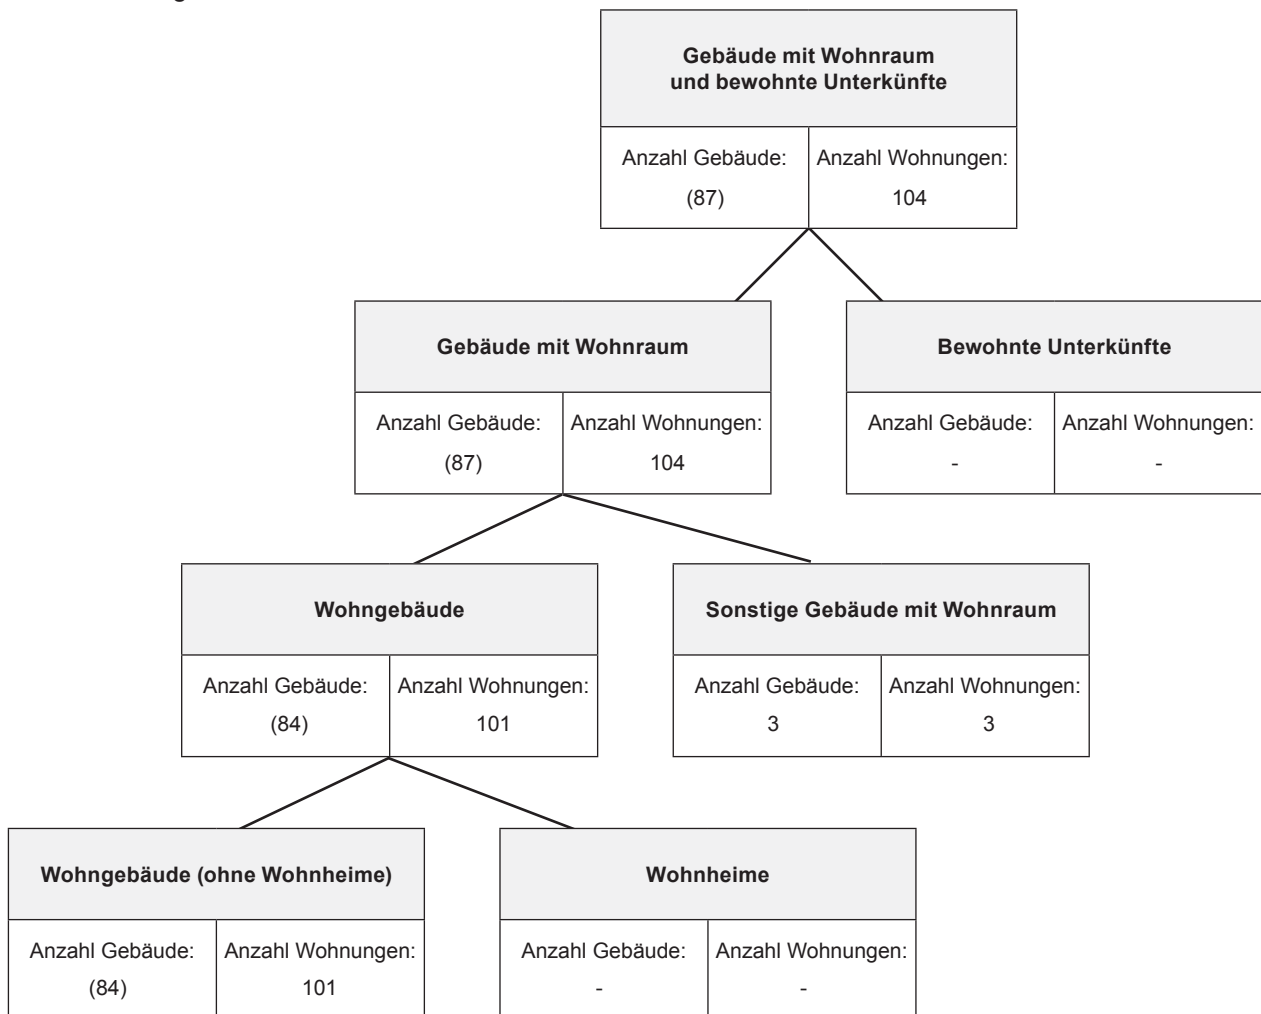 Gebäude mit Wohnraum
und bewohnte Unterkünfte
Anzahl Gebäude: Anzahl Wohnungen:
(87) 104
Gebäude mit Wohnraum
Anzahl Gebäude: Anzahl Wohnungen:
(87) 104
Bewohnte Unterkünfte
Anzahl Gebäude: Anzahl Wohnungen:
- -
Wohngebäude
Anzahl Gebäude: Anzahl Wohnungen:
(84) 101
Sonstige Gebäude mit Wohnraum
Anzahl Gebäude: Anzahl Wohnungen:
3 3
Wohngebäude (ohne Wohnheime)
Anzahl Gebäude: Anzahl Wohnungen:
(84) 101
Wohnheime
Anzahl Gebäude: Anzahl Wohnungen:
- -